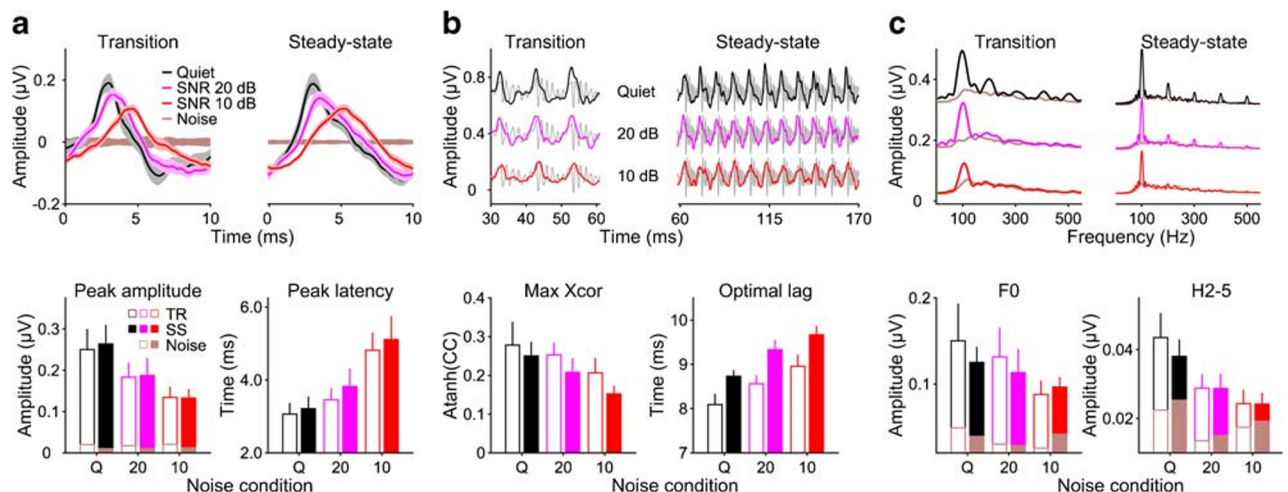 a
Transition
Steady-state
Amplitude (µV)
0.2
0
-0.2
Quiet
SNR 20 dB
SNR 10 dB
Noise
0
5
10
0
5
10
Time (ms)
Peak amplitude
Amplitude (µV)
0.3
0.2
0.1
0
TR
SS
Noise
Q
20
10
Peak latency
Time (ms)
6.0
4.0
2.0
Q
20
10
Noise condition
b
Transition
Steady-state
Amplitude (µV)
0.8
0.4
0
Quiet
20 dB
10 dB
30
40
50
60
60
115
170
Time (ms)
Max Xcor
Atanh(CC)
0.4
0.3
0.2
0.1
0
Q
20
10
Optimal lag
Time (ms)
10
9
8
7
Q
20
10
Noise condition
c
Transition
Steady-state
Amplitude (µV)
0.4
0.2
0
100
300
500
100
300
500
Frequency (Hz)
F0
Amplitude (µV)
0.2
0.1
Q
20
10
H2-5
Amplitude (µV)
0.04
0.02
Q
20
10
Noise condition